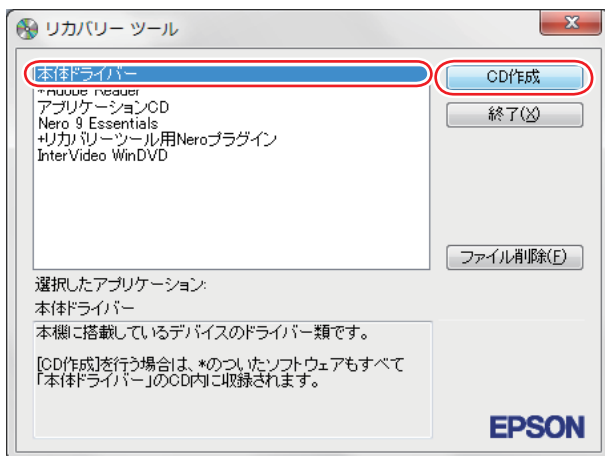 リカバリー ツール
本体ドライバー
*Adobe Reader
アプリケーションCD
Nero 9 Essentials
+リカバリーツール用Neroプラグイン
InterVideo WinDVD
CD作成
終了(X)
ファイル削除(F)
選択したアプリケーション:
本体ドライバー
本機に搭載しているデバイスのドライバー類です。
[CD作成]を行う場合は、*のついたソフトウェアもすべて
「本体ドライバー」のCD内に収録されます。
EPSON